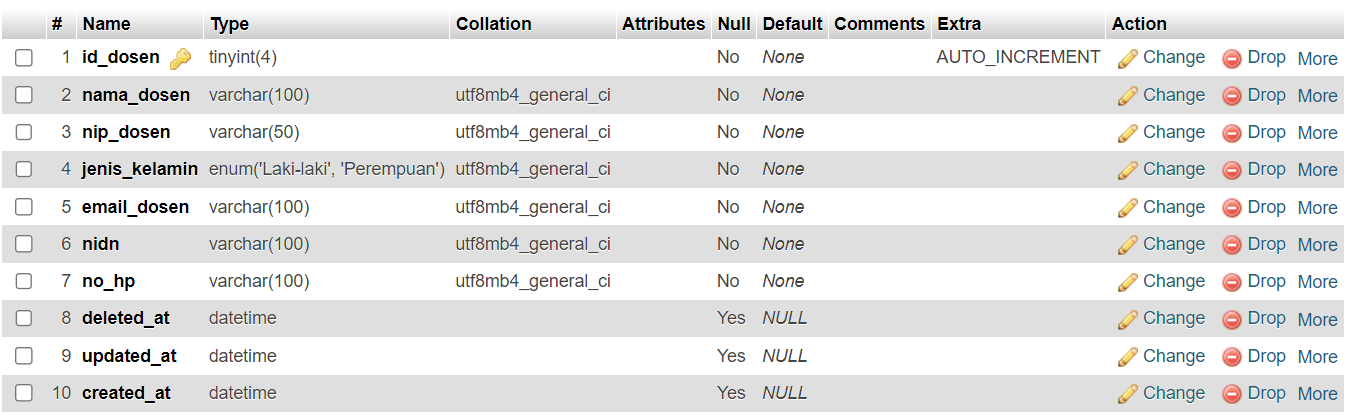 # Name Type Collation Attributes Null Default Comments Extra Action
1 id_dosen tinyint(4) No None AUTO_INCREMENT Change Drop More
2 nama_dosen varchar(100) utf8mb4_general_ci No None Change Drop More
3 nip_dosen varchar(50) utf8mb4_general_ci No None Change Drop More
4 jenis_kelamin enum('Laki-laki', 'Perempuan') utf8mb4_general_ci No None Change Drop More
5 email_dosen varchar(100) utf8mb4_general_ci No None Change Drop More
6 nidn varchar(100) utf8mb4_general_ci No None Change Drop More
7 no_hp varchar(100) utf8mb4_general_ci No None Change Drop More
8 deleted_at datetime Yes NULL Change Drop More
9 updated_at datetime Yes NULL Change Drop More
10 created_at datetime Yes NULL Change Drop More